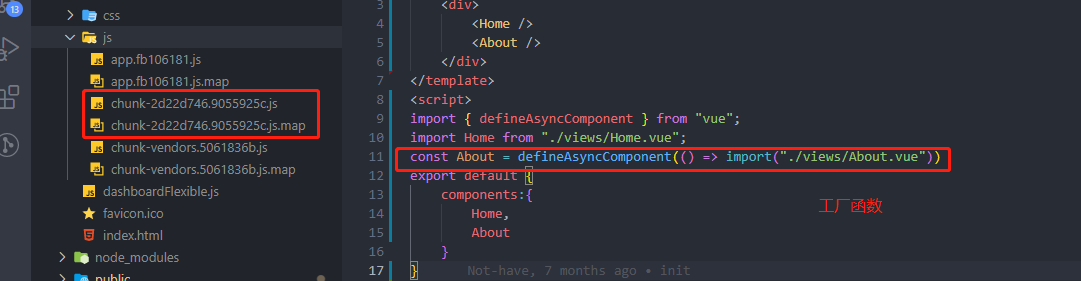 13
css
js
app.fb106181.js
app.fb106181.js.map
chunk-2d22d746.9055925c.js
chunk-2d22d746.9055925c.js.map
chunk-vendors.5061836b.js
chunk-vendors.5061836b.js.map
dashboardFlexible.js
favicon.ico
index.html
node_modules
public
3 <div>
4 <Home />
5 <About />
6 </div>
7 </template>
8 <script>
9 import { defineAsyncComponent } from "vue";
10 import Home from "./views/Home.vue";
11 const About = defineAsyncComponent(() => import("./views/About.vue"))
12 export default {
13 components:{
14 Home,
15 About
16 }
17 } Not-have, 7 months ago • init
工厂函数